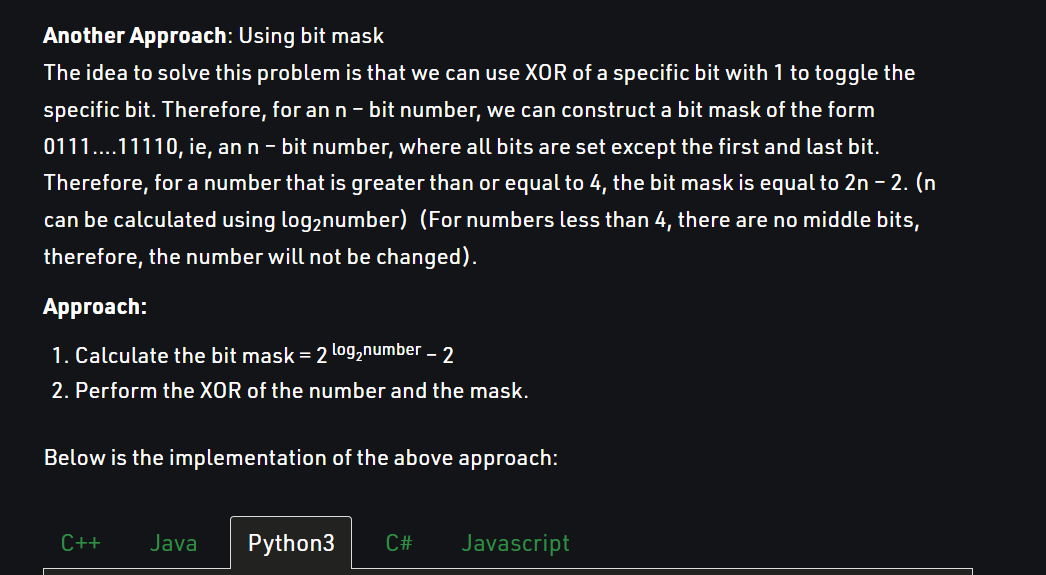 Another Approach: Using bit mask
The idea to solve this problem is that we can use XOR of a specific bit with 1 to toggle the
specific bit. Therefore, for an n – bit number, we can construct a bit mask of the form
0111....11110, ie, an n – bit number, where all bits are set except the first and last bit.
Therefore, for a number that is greater than or equal to 4, the bit mask is equal to 2n – 2. (n
can be calculated using log₂number)  (For numbers less than 4, there are no middle bits,
therefore, the number will not be changed).
Approach:
1. Calculate the bit mask = 2 log₂number – 2
2. Perform the XOR of the number and the mask.
Below is the implementation of the above approach:
C++ Java Python3 C# Javascript